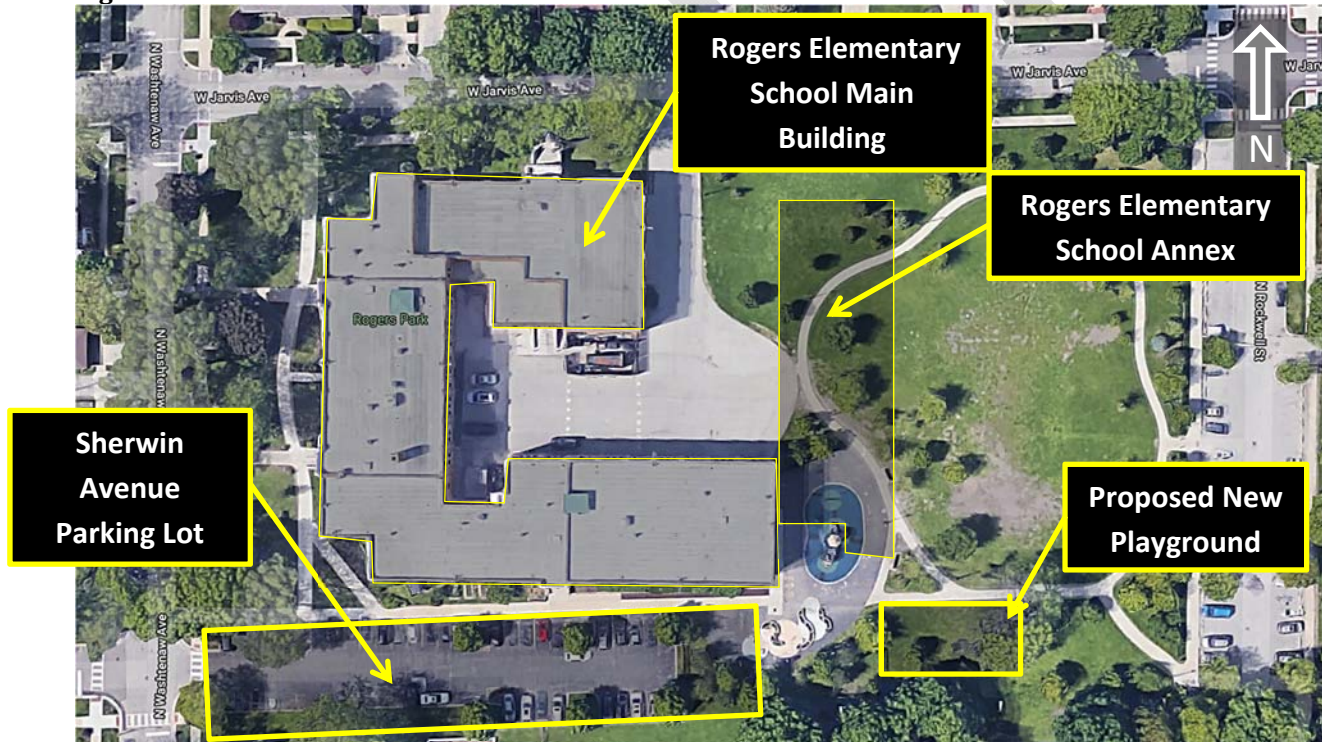 W Jarvis Ave
W Jarvis Ave
W Jarvis Ave
N Washtenaw Ave
Rogers Elementary
School Main
Building
N
Rogers Elementary
School Annex
N Rockwell St
Rogers Park
N Washtenaw
Sherwin
Avenue
Parking Lot
Proposed New
Playground
N Washtenaw Ave